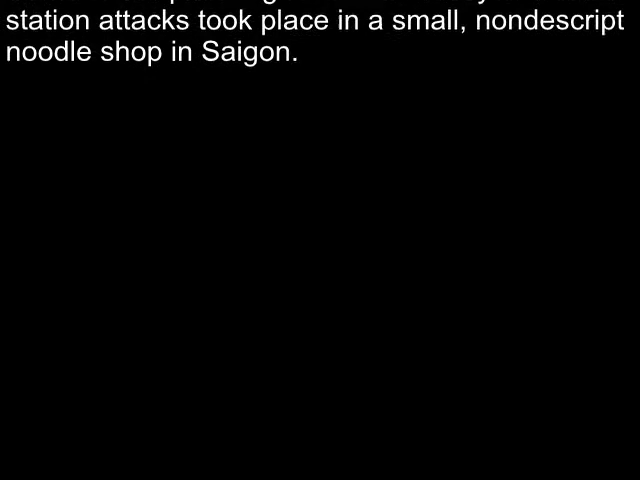 station attacks took place in a small, nondescript
noodle shop in Saigon.